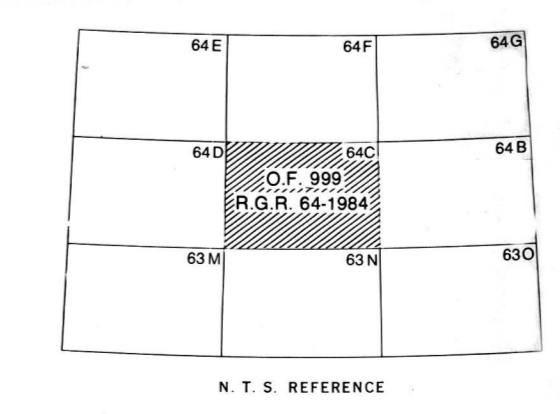 64E 64F 64G
64D 64C 64B
O.F. 999
R.G.R. 64-1984
63M 63N 63O
N. T. S. REFERENCE